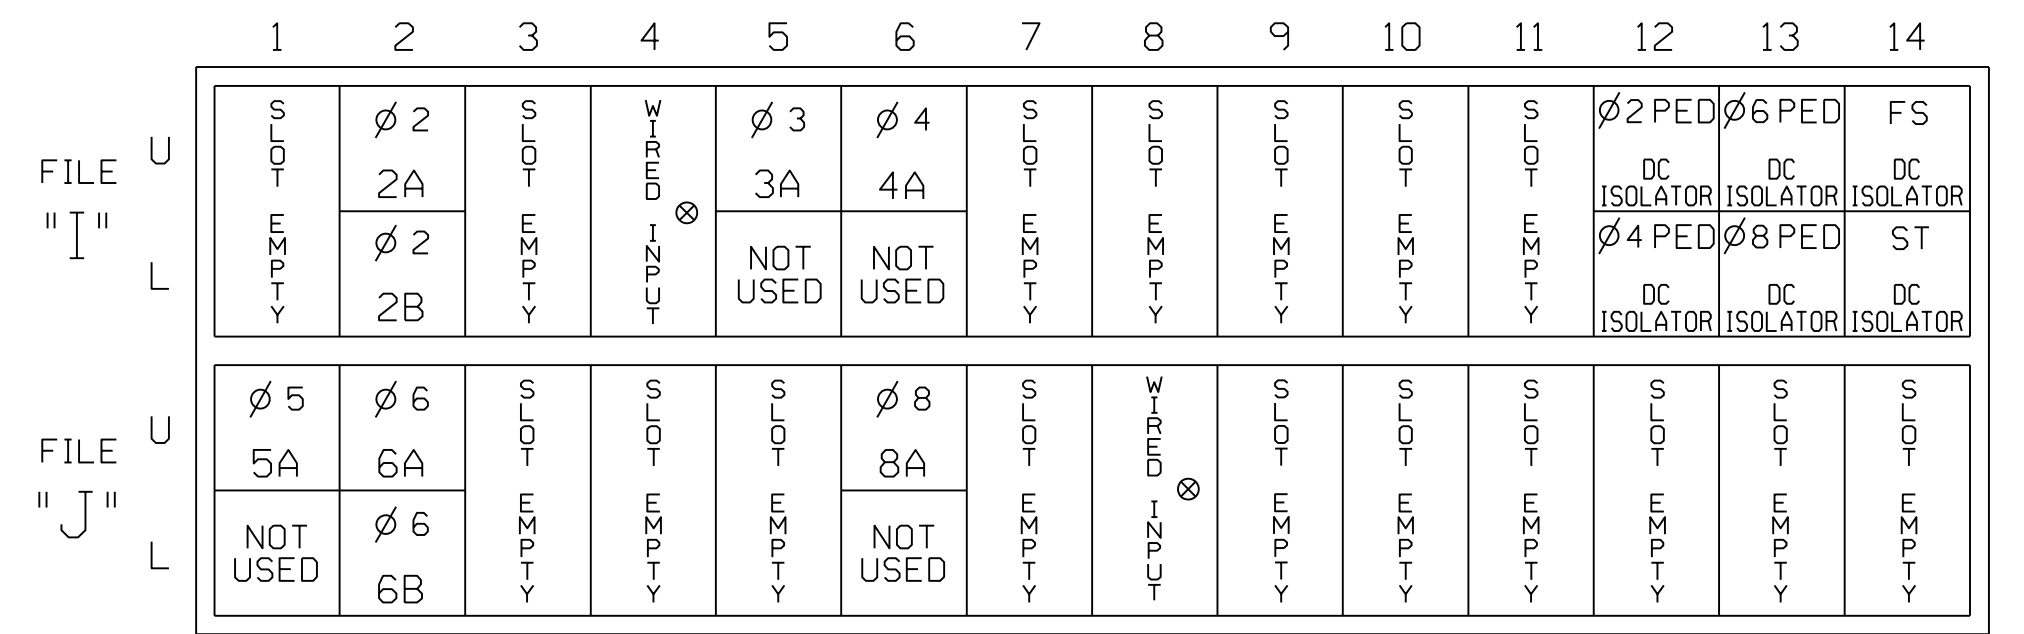 1 2 3 4 5 6 7 8 9 10 11 12 13 14
FILE "I"
U
L
SLOT EMPTY
Ø 2
2A
Ø 2
2B
SLOT EMPTY
WIRED INPUT ⊗
Ø 3
3A
NOT USED
Ø 4
4A
NOT USED
SLOT EMPTY
SLOT EMPTY
SLOT EMPTY
SLOT EMPTY
SLOT EMPTY
Ø2 PED
DC
ISOLATOR
Ø4 PED
DC
ISOLATOR
Ø6 PED
DC
ISOLATOR
Ø8 PED
DC
ISOLATOR
FS
DC
ISOLATOR
ST
DC
ISOLATOR
FILE "J"
U
L
Ø 5
5A
NOT USED
Ø 6
6A
Ø 6
6B
SLOT EMPTY
SLOT EMPTY
SLOT EMPTY
Ø 8
8A
NOT USED
SLOT EMPTY
WIRED INPUT ⊗
SLOT EMPTY
SLOT EMPTY
SLOT EMPTY
SLOT EMPTY
SLOT EMPTY
SLOT EMPTY